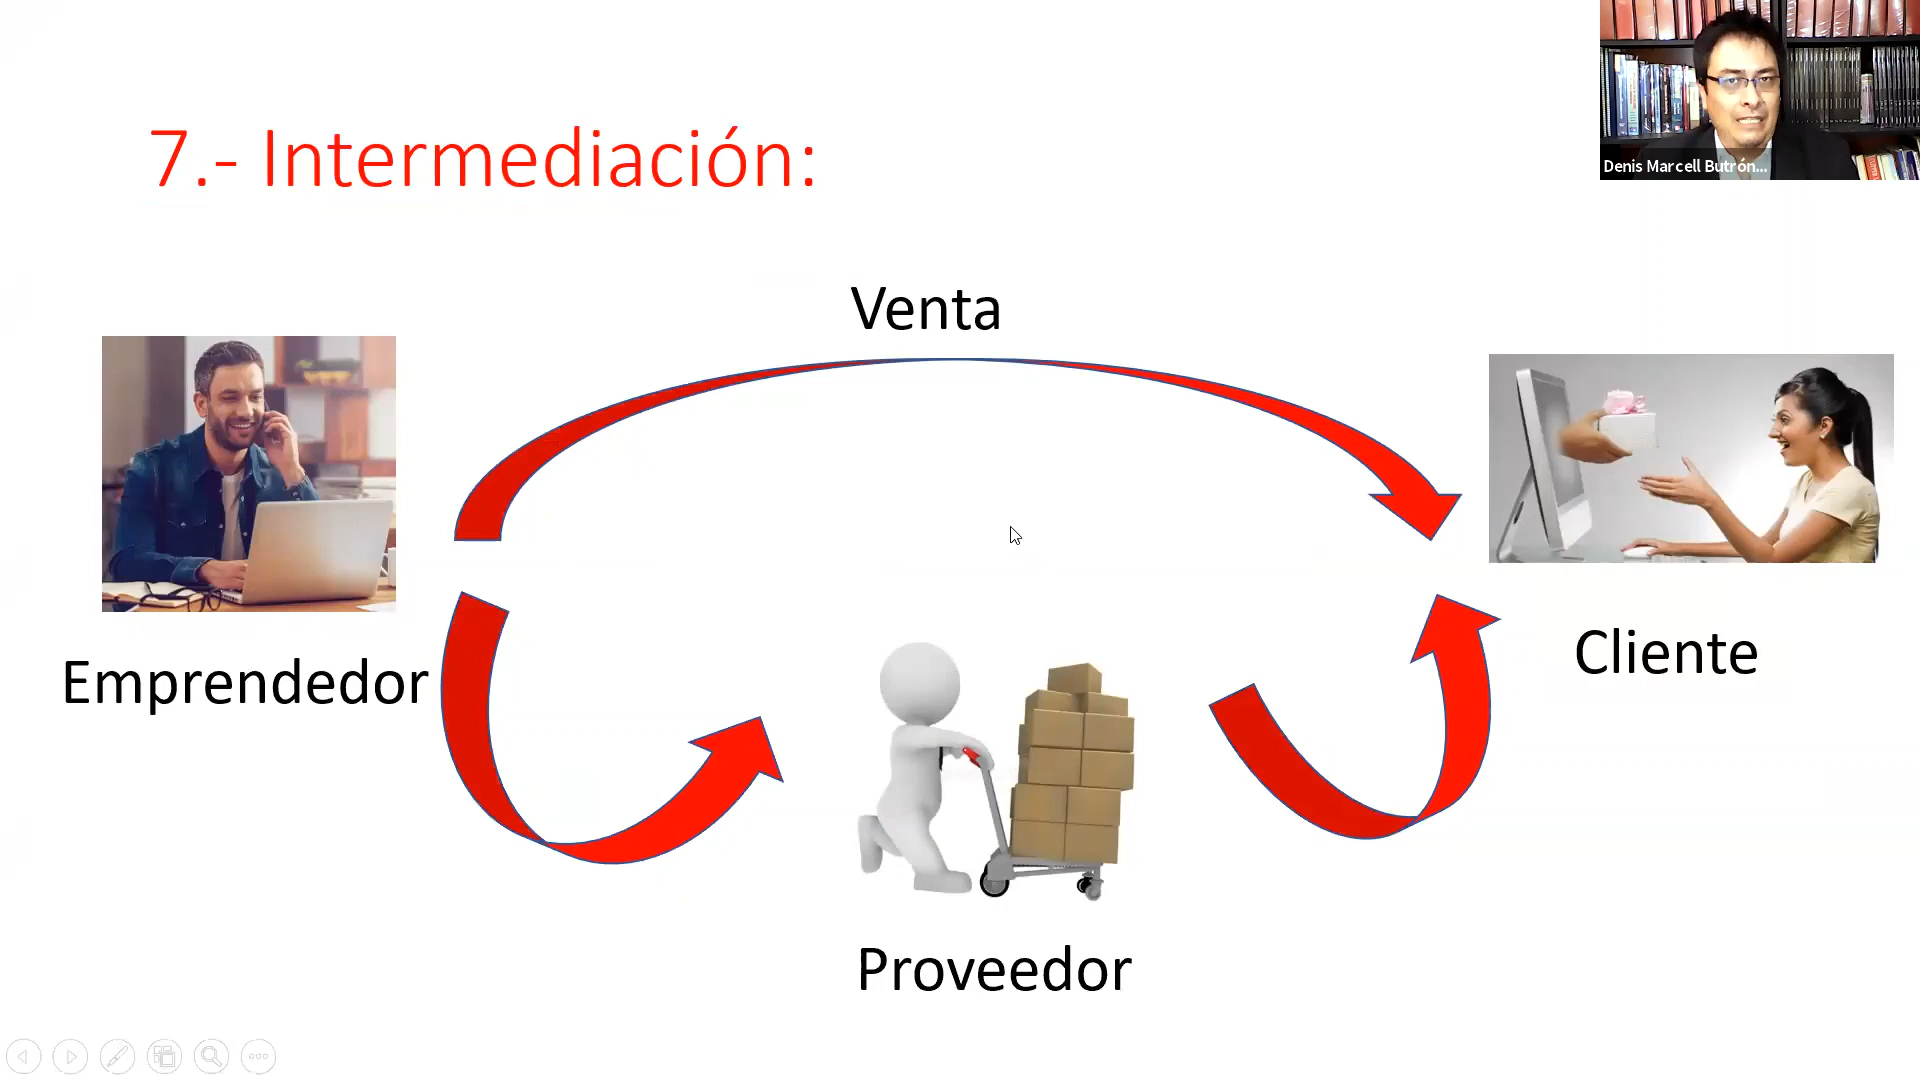 7.- Intermediación:
Denis Marcell Butrón...
Venta
Emprendedor
Cliente
Proveedor